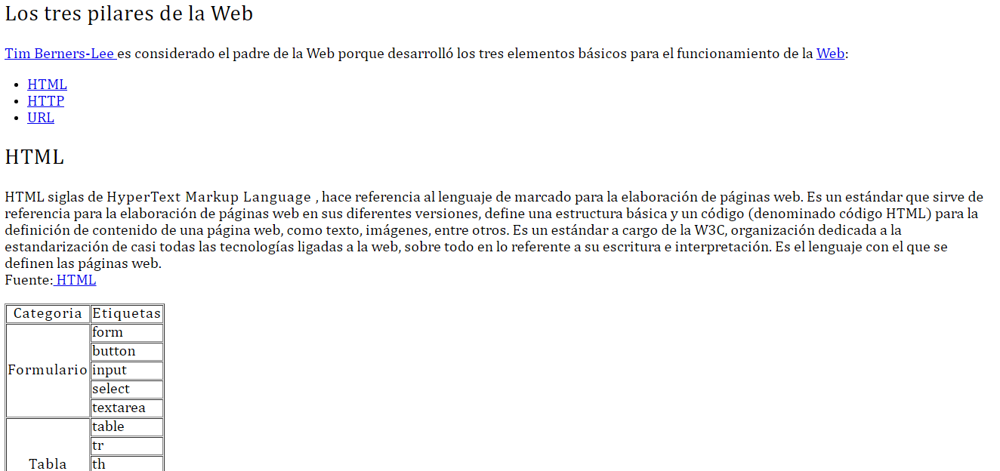 Los tres pilares de la Web
Tim Berners-Lee es considerado el padre de la Web porque desarrolló los tres elementos básicos para el funcionamiento de la Web:
• HTML
• HTTP
• URL
HTML
HTML siglas de HyperText Markup Language , hace referencia al lenguaje de marcado para la elaboración de páginas web. Es un estándar que sirve de
referencia para la elaboración de páginas web en sus diferentes versiones, define una estructura básica y un código (denominado código HTML) para la
definición de contenido de una página web, como texto, imágenes, entre otros. Es un estándar a cargo de la W3C, organización dedicada a la
estandarización de casi todas las tecnologías ligadas a la web, sobre todo en lo referente a su escritura e interpretación. Es el lenguaje con el que se
definen las páginas web.
Fuente: HTML
Categoria Etiquetas
form
button
Formulario input
select
textarea
table
tr
Tabla th